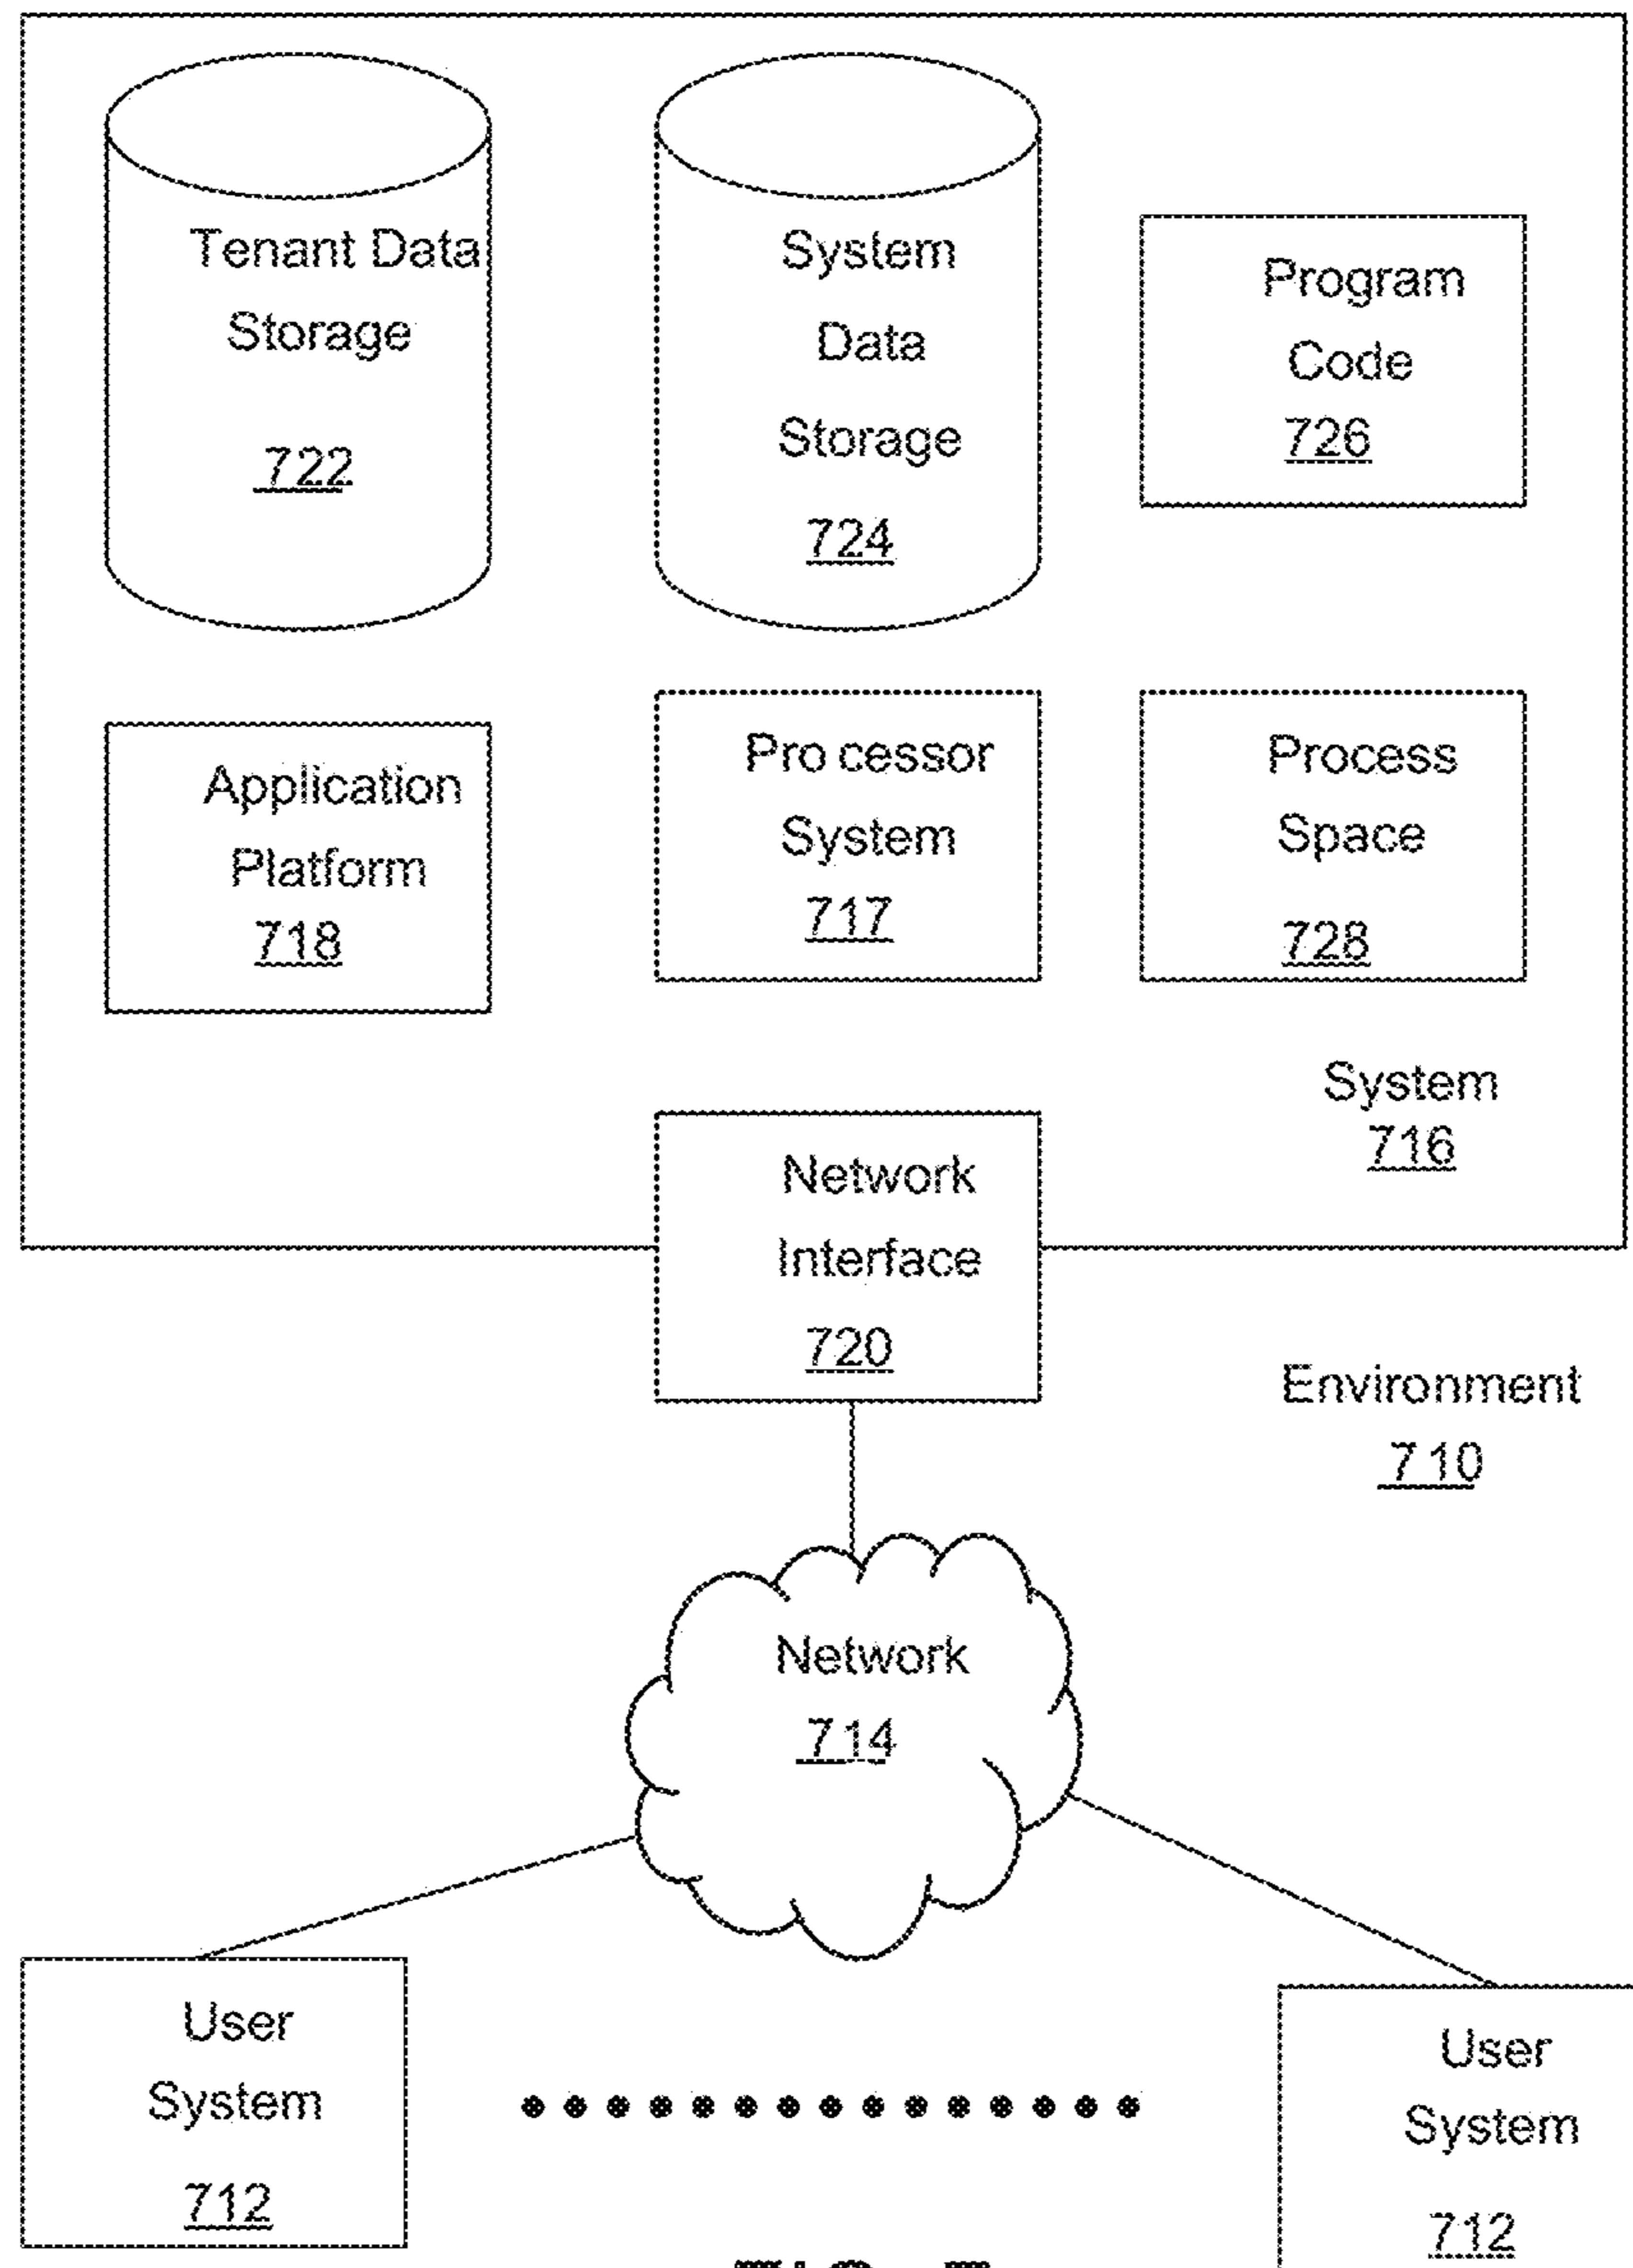 Tenant Data
Storage
722
System
Data
Storage
724
Program
Code
726
Application
Platform
718
Pro cessor
System
717
Process
Space
728
System
716
Network
Interface
720
Environment
710
Network
714
User
System
712
User
System
712